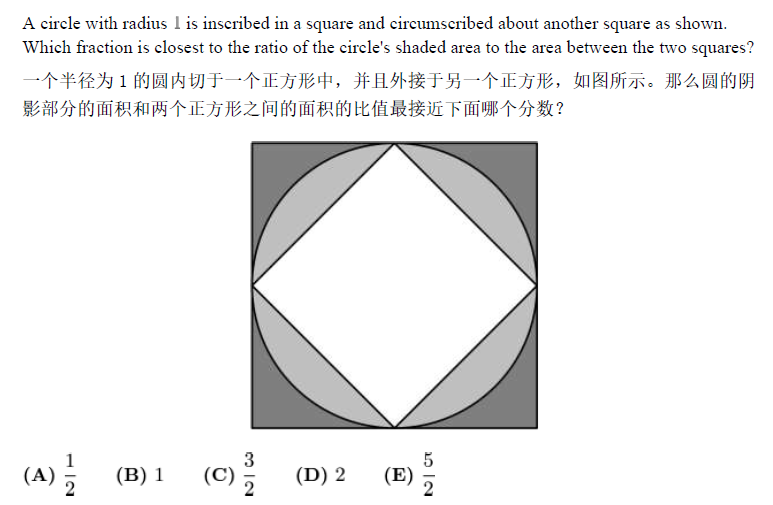 A circle with radius 1 is inscribed in a square and circumscribed about another square as shown.
Which fraction is closest to the ratio of the circle's shaded area to the area between the two squares?
一个半径为 1 的圆内切于一个正方形中，并且外接于另一个正方形，如图所示。那么圆的阴
影部分的面积和两个正方形之间的面积的比值最接近下面哪个分数？
(A) 1/2 (B) 1 (C) 3/2 (D) 2 (E) 5/2